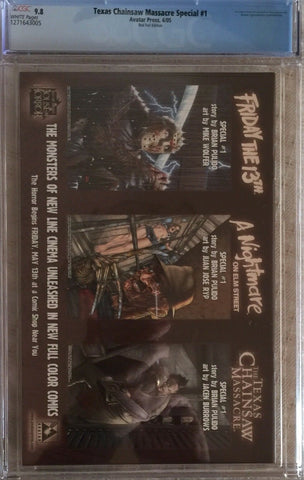 CGC
9.8
WHITE Pages
1271643005
Texas Chainsaw Massacre Special #1
Avatar Press, 4/05
Red Foil Edition
FRIDAY THE 13TH
SPECIAL #1
story by BRIAN PULIDO
art by MIKE WOLFER
A Nightmare
ON ELM STREET
SPECIAL #1
story by BRIAN PULIDO
art by JUAN JOSE RYP
THE TEXAS
CHAINSAW
MASSACRE
SPECIAL #1
story by BRIAN PULIDO
art by JACEN BURROWS
THE MONSTERS OF NEW LINE CINEMA UNLEASHED IN NEW FULL COLOR COMICS
The Horror Begins FRIDAY, MAY 13th at a Comic Shop Near You